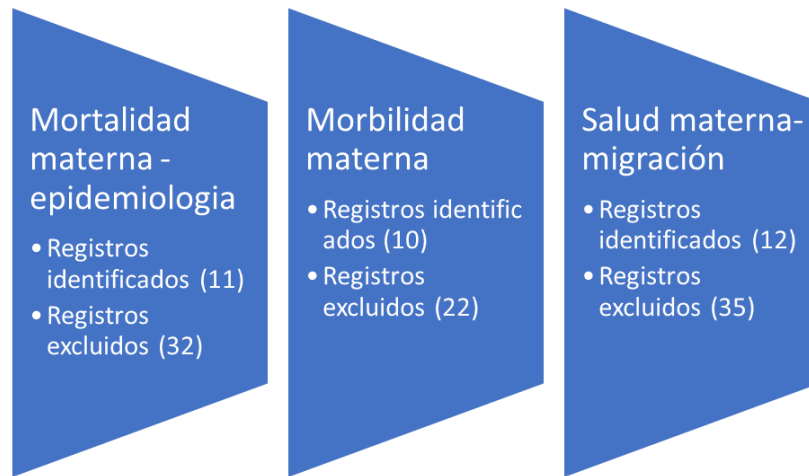 Mortalidad
materna -
epidemiologia
• Registros
identificados (11)
• Registros
excluidos (32)
Morbilidad
materna
• Registros identific
ados (10)
• Registros
excluidos (22)
Salud materna-
migración
• Registros
identificados (12)
• Registros
excluidos (35)